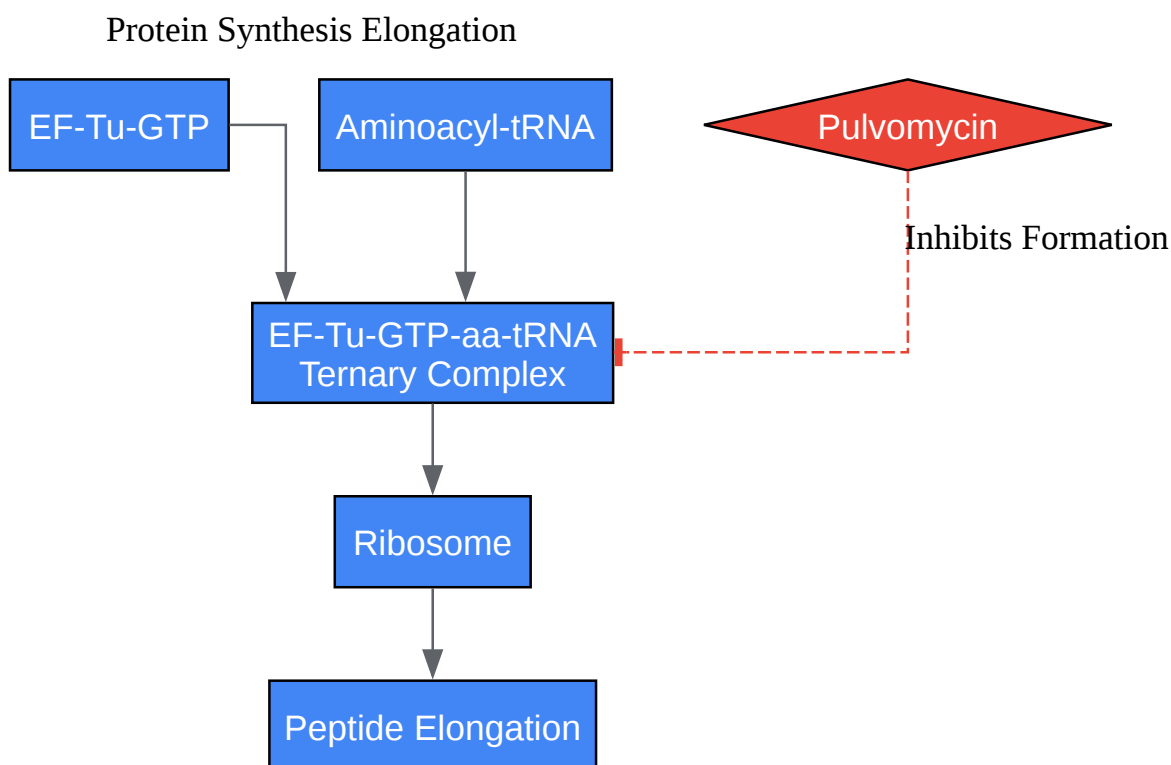 Protein Synthesis Elongation
EF-Tu-GTP
Aminoacyl-tRNA
Pulvomycin
Inhibits Formation
EF-Tu-GTP-aa-tRNA
Ternary Complex
Ribosome
Peptide Elongation